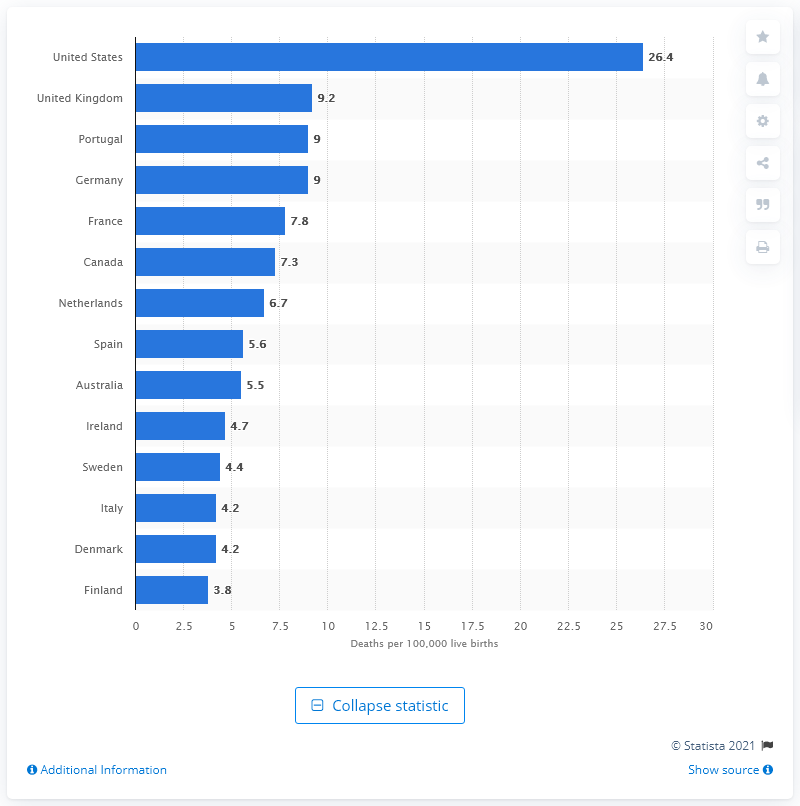 United States 26.4
United Kingdom 9.2
Portugal 9
Germany 9
France 7.8
Canada 7.3
Netherlands 6.7
Spain 5.6
Australia 5.5
Ireland 4.7
Sweden 4.4
Italy 4.2
Denmark 4.2
Finland 3.8
0 2.5 5 7.5 10 12.5 15 17.5 20 22.5 25 27.5 30
Deaths per 100,000 live births
Collapse statistic
© Statista 2021
Additional Information Show source